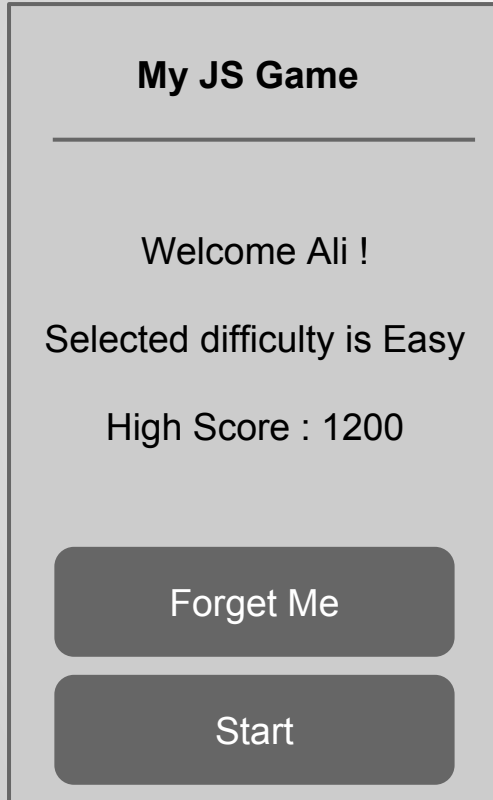 My JS Game
Welcome Ali !
Selected difficulty is Easy
High Score : 1200
Forget Me
Start